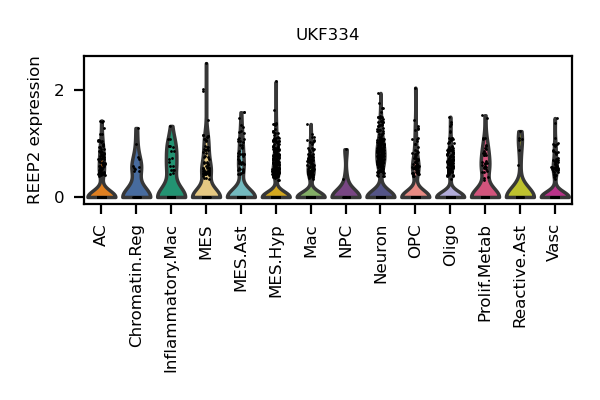 UKF334
REEP2 expression
2
0
AC
Chromatin.Reg
Inflammatory.Mac
MES
MES.Ast
MES.Hyp
Mac
NPC
Neuron
OPC
Oligo
Prolif.Metab
Reactive.Ast
Vasc